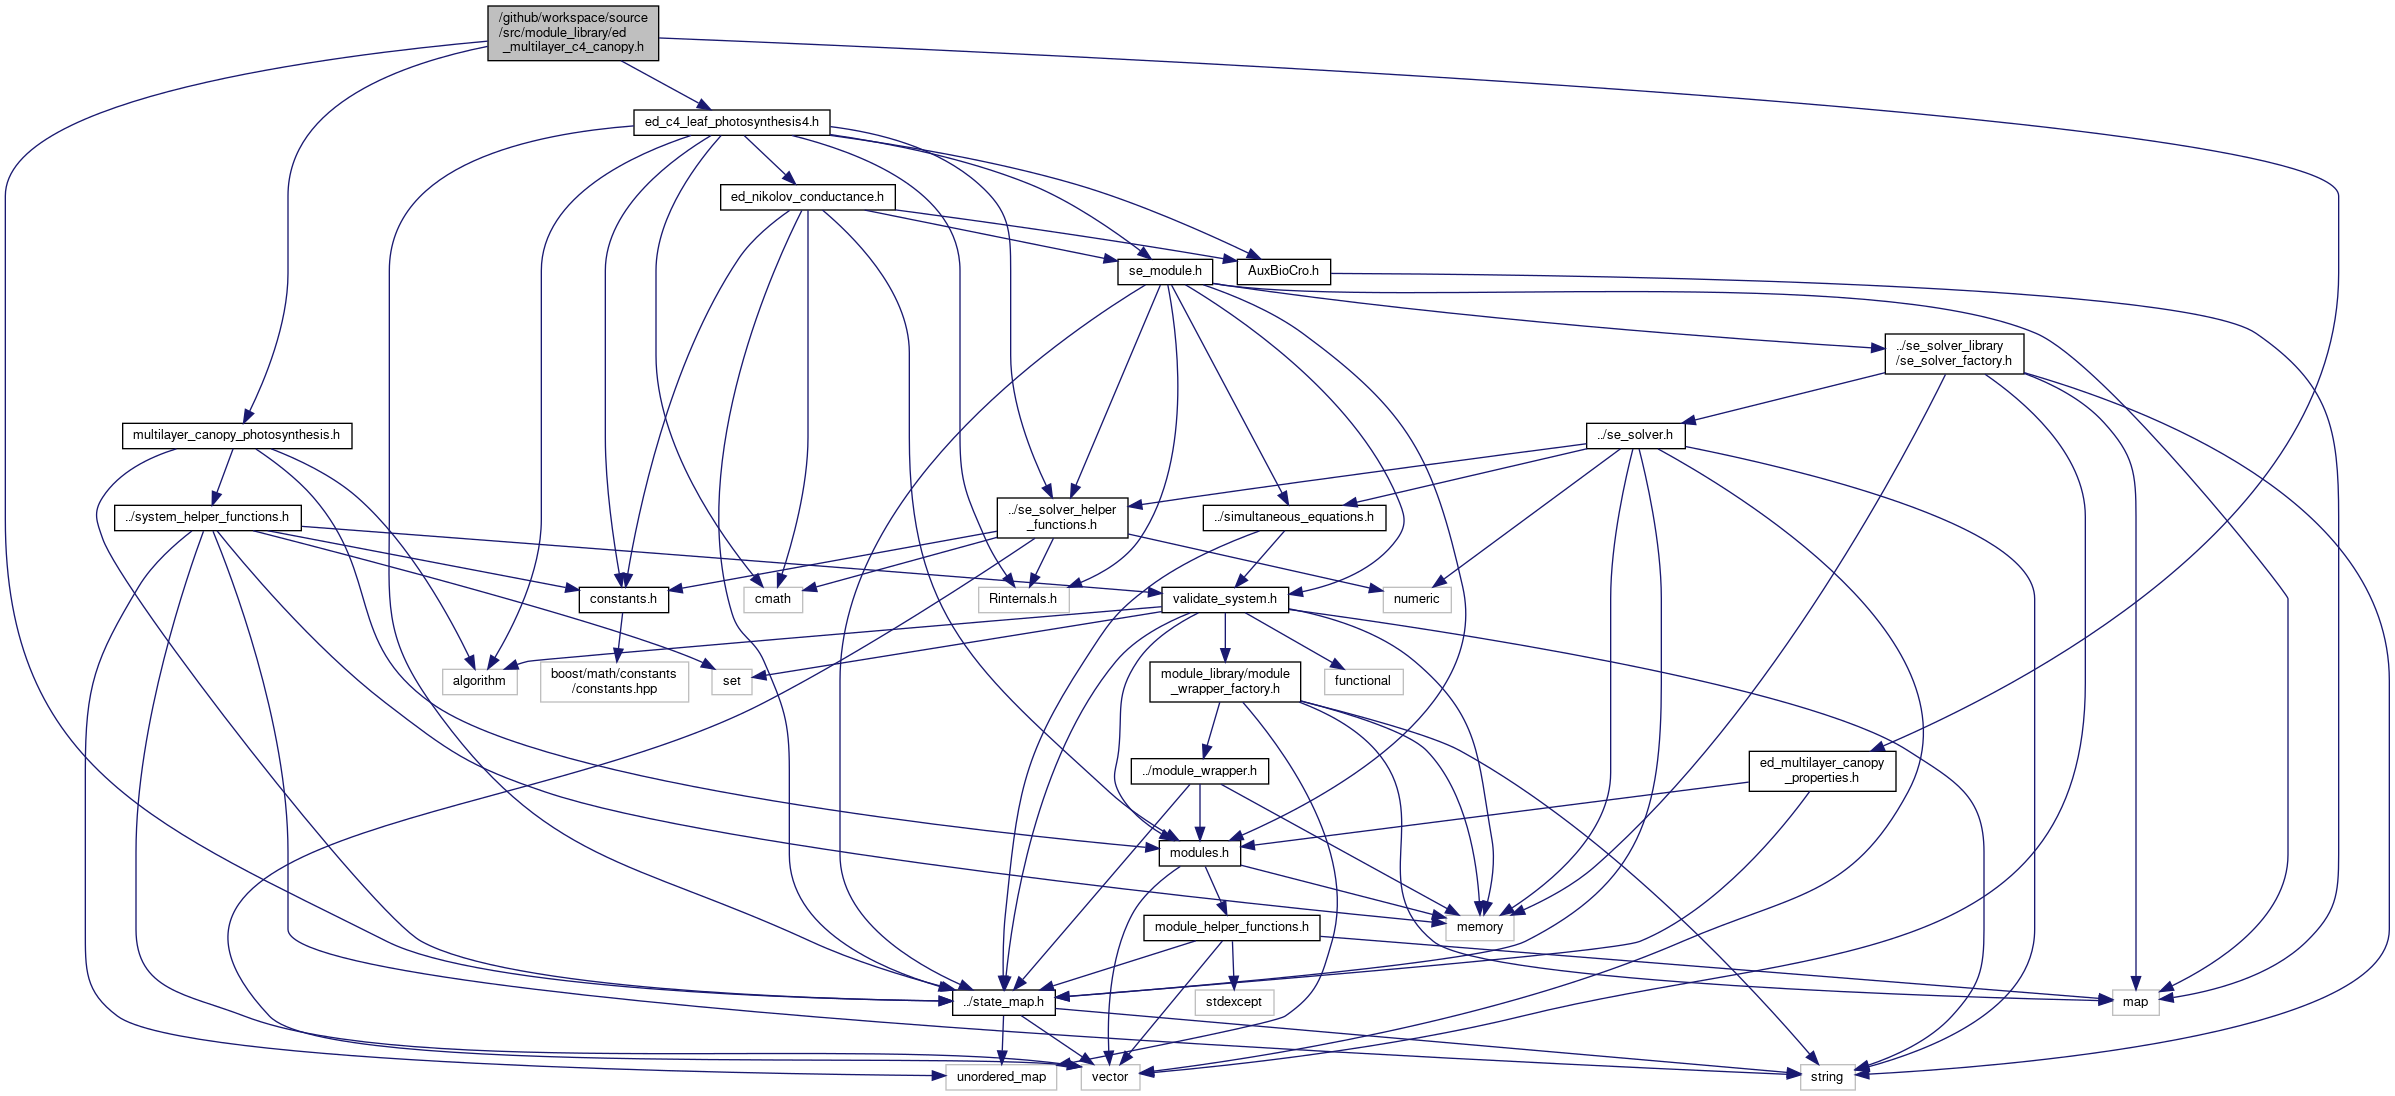 /github/workspace/source
/src/module_library/ed
_multilayer_c4_canopy.h
ed_c4_leaf_photosynthesis4.h
ed_nikolov_conductance.h
se_module.h
AuxBioCro.h
../se_solver_library
/se_solver_factory.h
multilayer_canopy_photosynthesis.h
../se_solver.h
../system_helper_functions.h
../se_solver_helper
_functions.h
../simultaneous_equations.h
constants.h
cmath
Rinternals.h
validate_system.h
numeric
algorithm
boost/math/constants
/constants.hpp
set
module_library/module
_wrapper_factory.h
functional
../module_wrapper.h
ed_multilayer_canopy
_properties.h
modules.h
module_helper_functions.h
memory
../state_map.h
stdexcept
map
unordered_map
vector
string